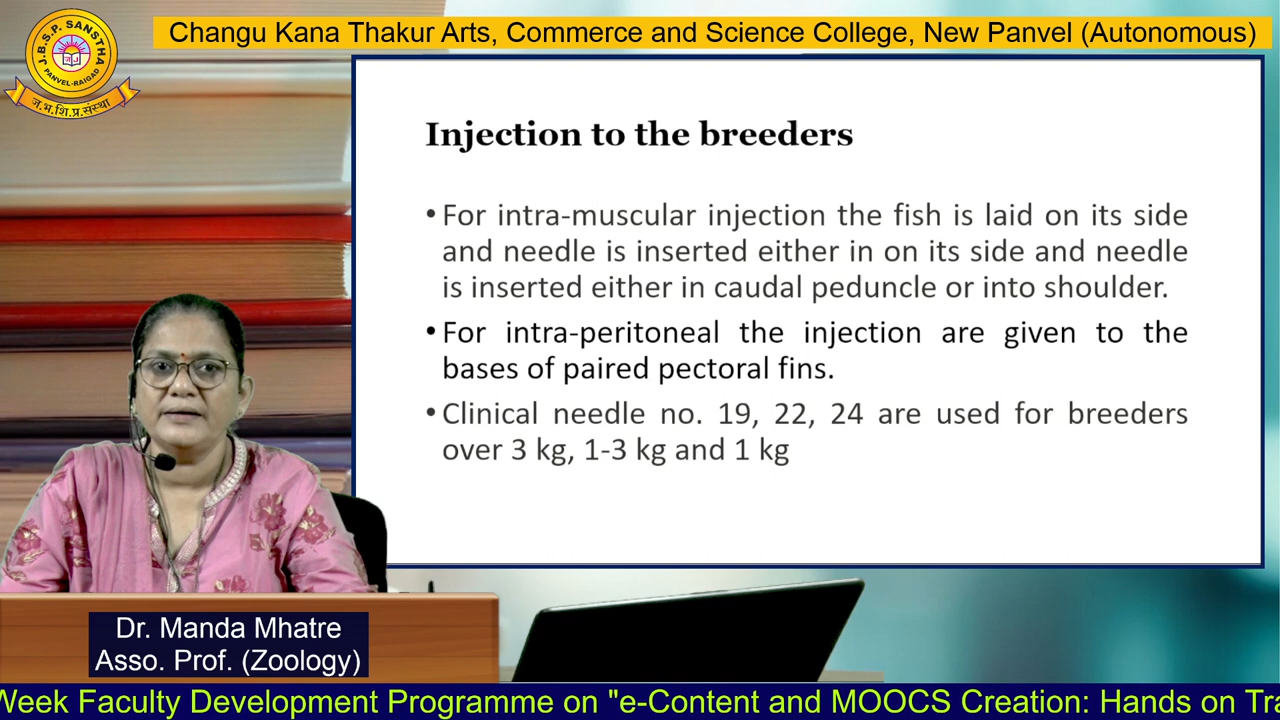 J.B.S.P. SANSTHA
PANVEL-RAIGAD
ज.भ.शि.प्र.संस्था
Changu Kana Thakur Arts, Commerce and Science College, New Panvel (Autonomous)
Injection to the breeders
• For intra-muscular injection the fish is laid on its side
and needle is inserted either in on its side and needle
is inserted either in caudal peduncle or into shoulder.
• For intra-peritoneal the injection are given to the
bases of paired pectoral fins.
• Clinical needle no. 19, 22, 24 are used for breeders
over 3 kg, 1-3 kg and 1 kg
Dr. Manda Mhatre
Asso. Prof. (Zoology)
Week Faculty Development Programme on "e-Content and MOOCS Creation: Hands on Tra